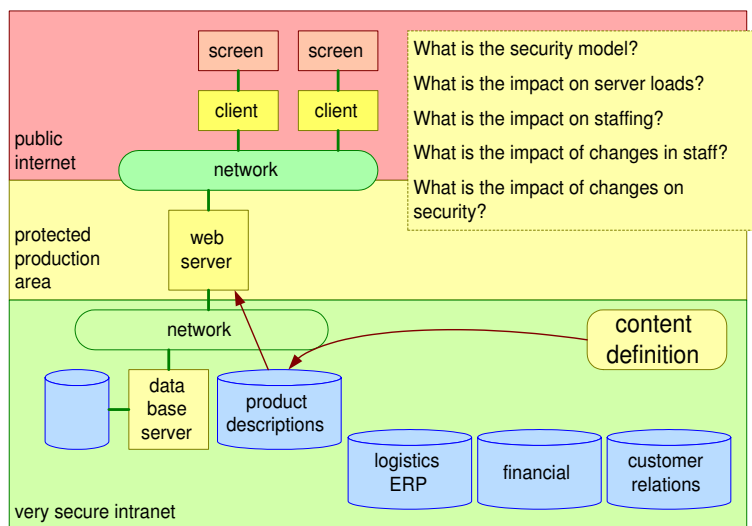 screen
screen
What is the security model?
What is the impact on server loads?
What is the impact on staffing?
What is the impact of changes in staff?
What is the impact of changes on
security?
client
client
public
internet
network
protected
production
area
web
server
network
content
definition
data
base
server
product
descriptions
logistics
ERP
financial
customer
relations
very secure intranet